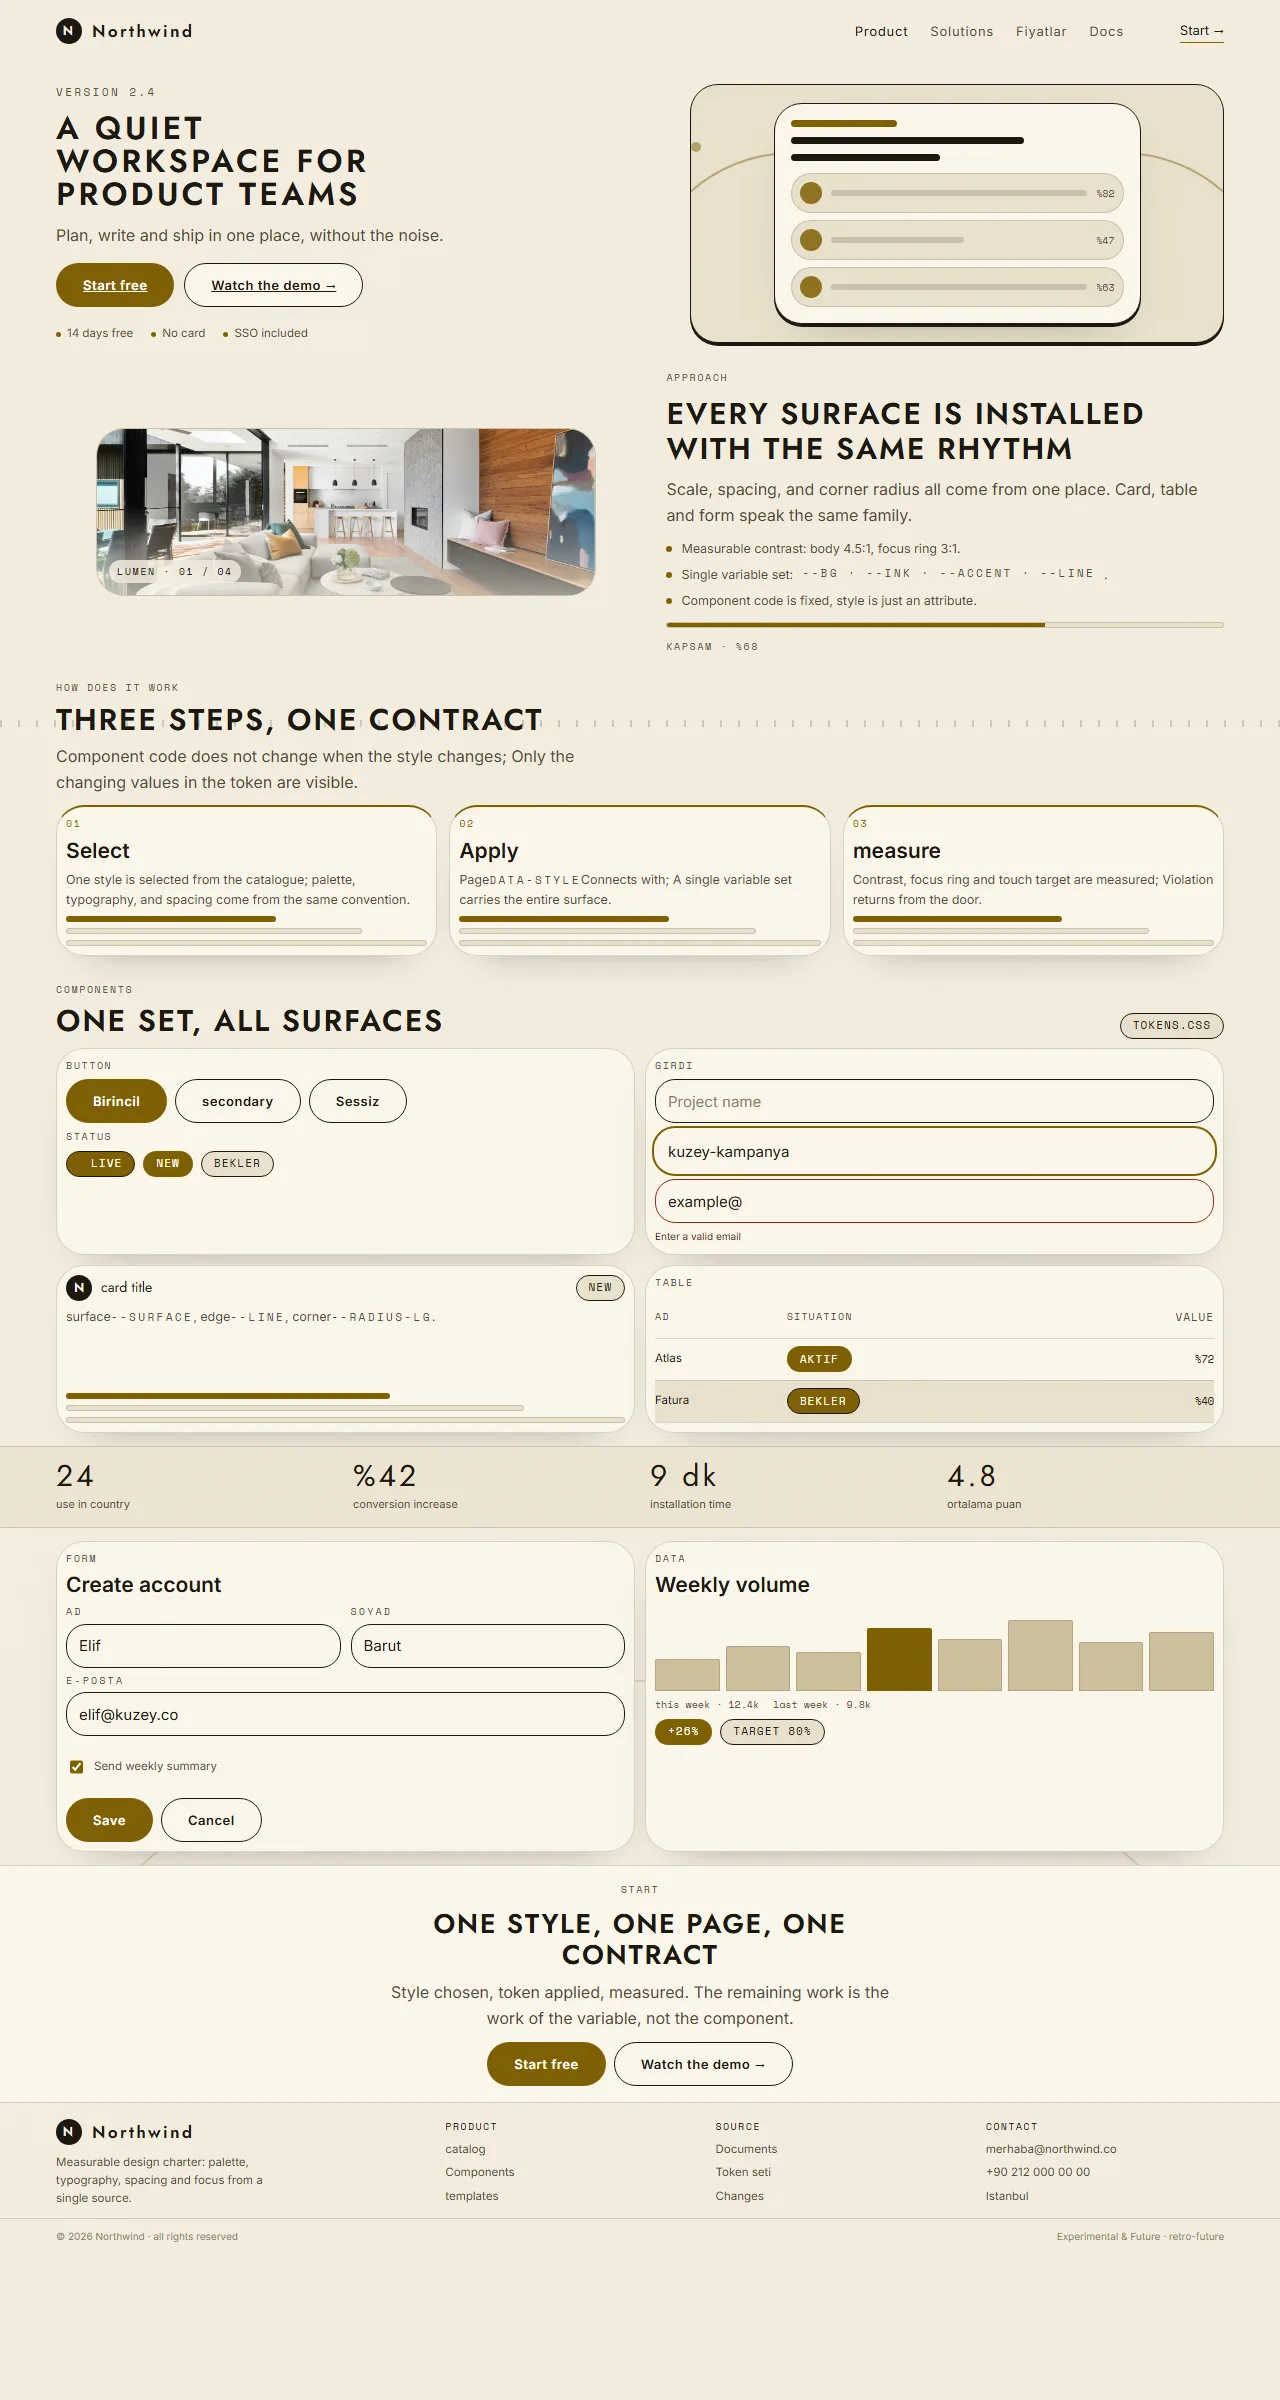 N Northwind
Product Solutions Fiyatlar Docs Start →
VERSION 2.4
A QUIET
WORKSPACE FOR
PRODUCT TEAMS
Plan, write and ship in one place, without the noise.
Start free Watch the demo →
14 days free No card SSO included
%82
%47
%63
LUMEN · 01 / 04
APPROACH
EVERY SURFACE IS INSTALLED
WITH THE SAME RHYTHM
Scale, spacing, and corner radius all come from one place. Card, table
and form speak the same family.
Measurable contrast: body 4.5:1, focus ring 3:1.
Single variable set: --BG · --INK · --ACCENT · --LINE .
Component code is fixed, style is just an attribute.
KAPSAM · %68
HOW DOES IT WORK
THREE STEPS, ONE CONTRACT
Component code does not change when the style changes; Only the
changing values in the token are visible.
01
Select
One style is selected from the catalogue; palette,
typography, and spacing come from the same convention.
02
Apply
PageDATA-STYLEConnects with; A single variable set
carries the entire surface.
03
measure
Contrast, focus ring and touch target are measured; Violation
returns from the door.
COMPONENTS
ONE SET, ALL SURFACES
TOKENS.CSS
BUTTON
Birincil secondary Sessiz
STATUS
LIVE NEW BEKLER
GIRDI
Project name
kuzey-kampanya
example@
Enter a valid email
N card title NEW
surface--SURFACE, edge--LINE, corner--RADIUS-LG.
TABLE
AD SITUATION VALUE
Atlas AKTIF %72
Fatura BEKLER %40
24
use in country
%42
conversion increase
9 dk
installation time
4.8
ortalama puan
FORM
Create account
AD SOYAD
Elif Barut
E-POSTA
elif@kuzey.co
Send weekly summary
Save Cancel
DATA
Weekly volume
this week · 12.4k last week · 9.8k
+26% TARGET 80%
START
ONE STYLE, ONE PAGE, ONE
CONTRACT
Style chosen, token applied, measured. The remaining work is the
work of the variable, not the component.
Start free Watch the demo →
N Northwind
Measurable design charter: palette,
typography, spacing and focus from a
single source.
PRODUCT
catalog
Components
templates
SOURCE
Documents
Token seti
Changes
CONTACT
merhaba@northwind.co
+90 212 000 00 00
Istanbul
© 2026 Northwind · all rights reserved
Experimental & Future · retro-future